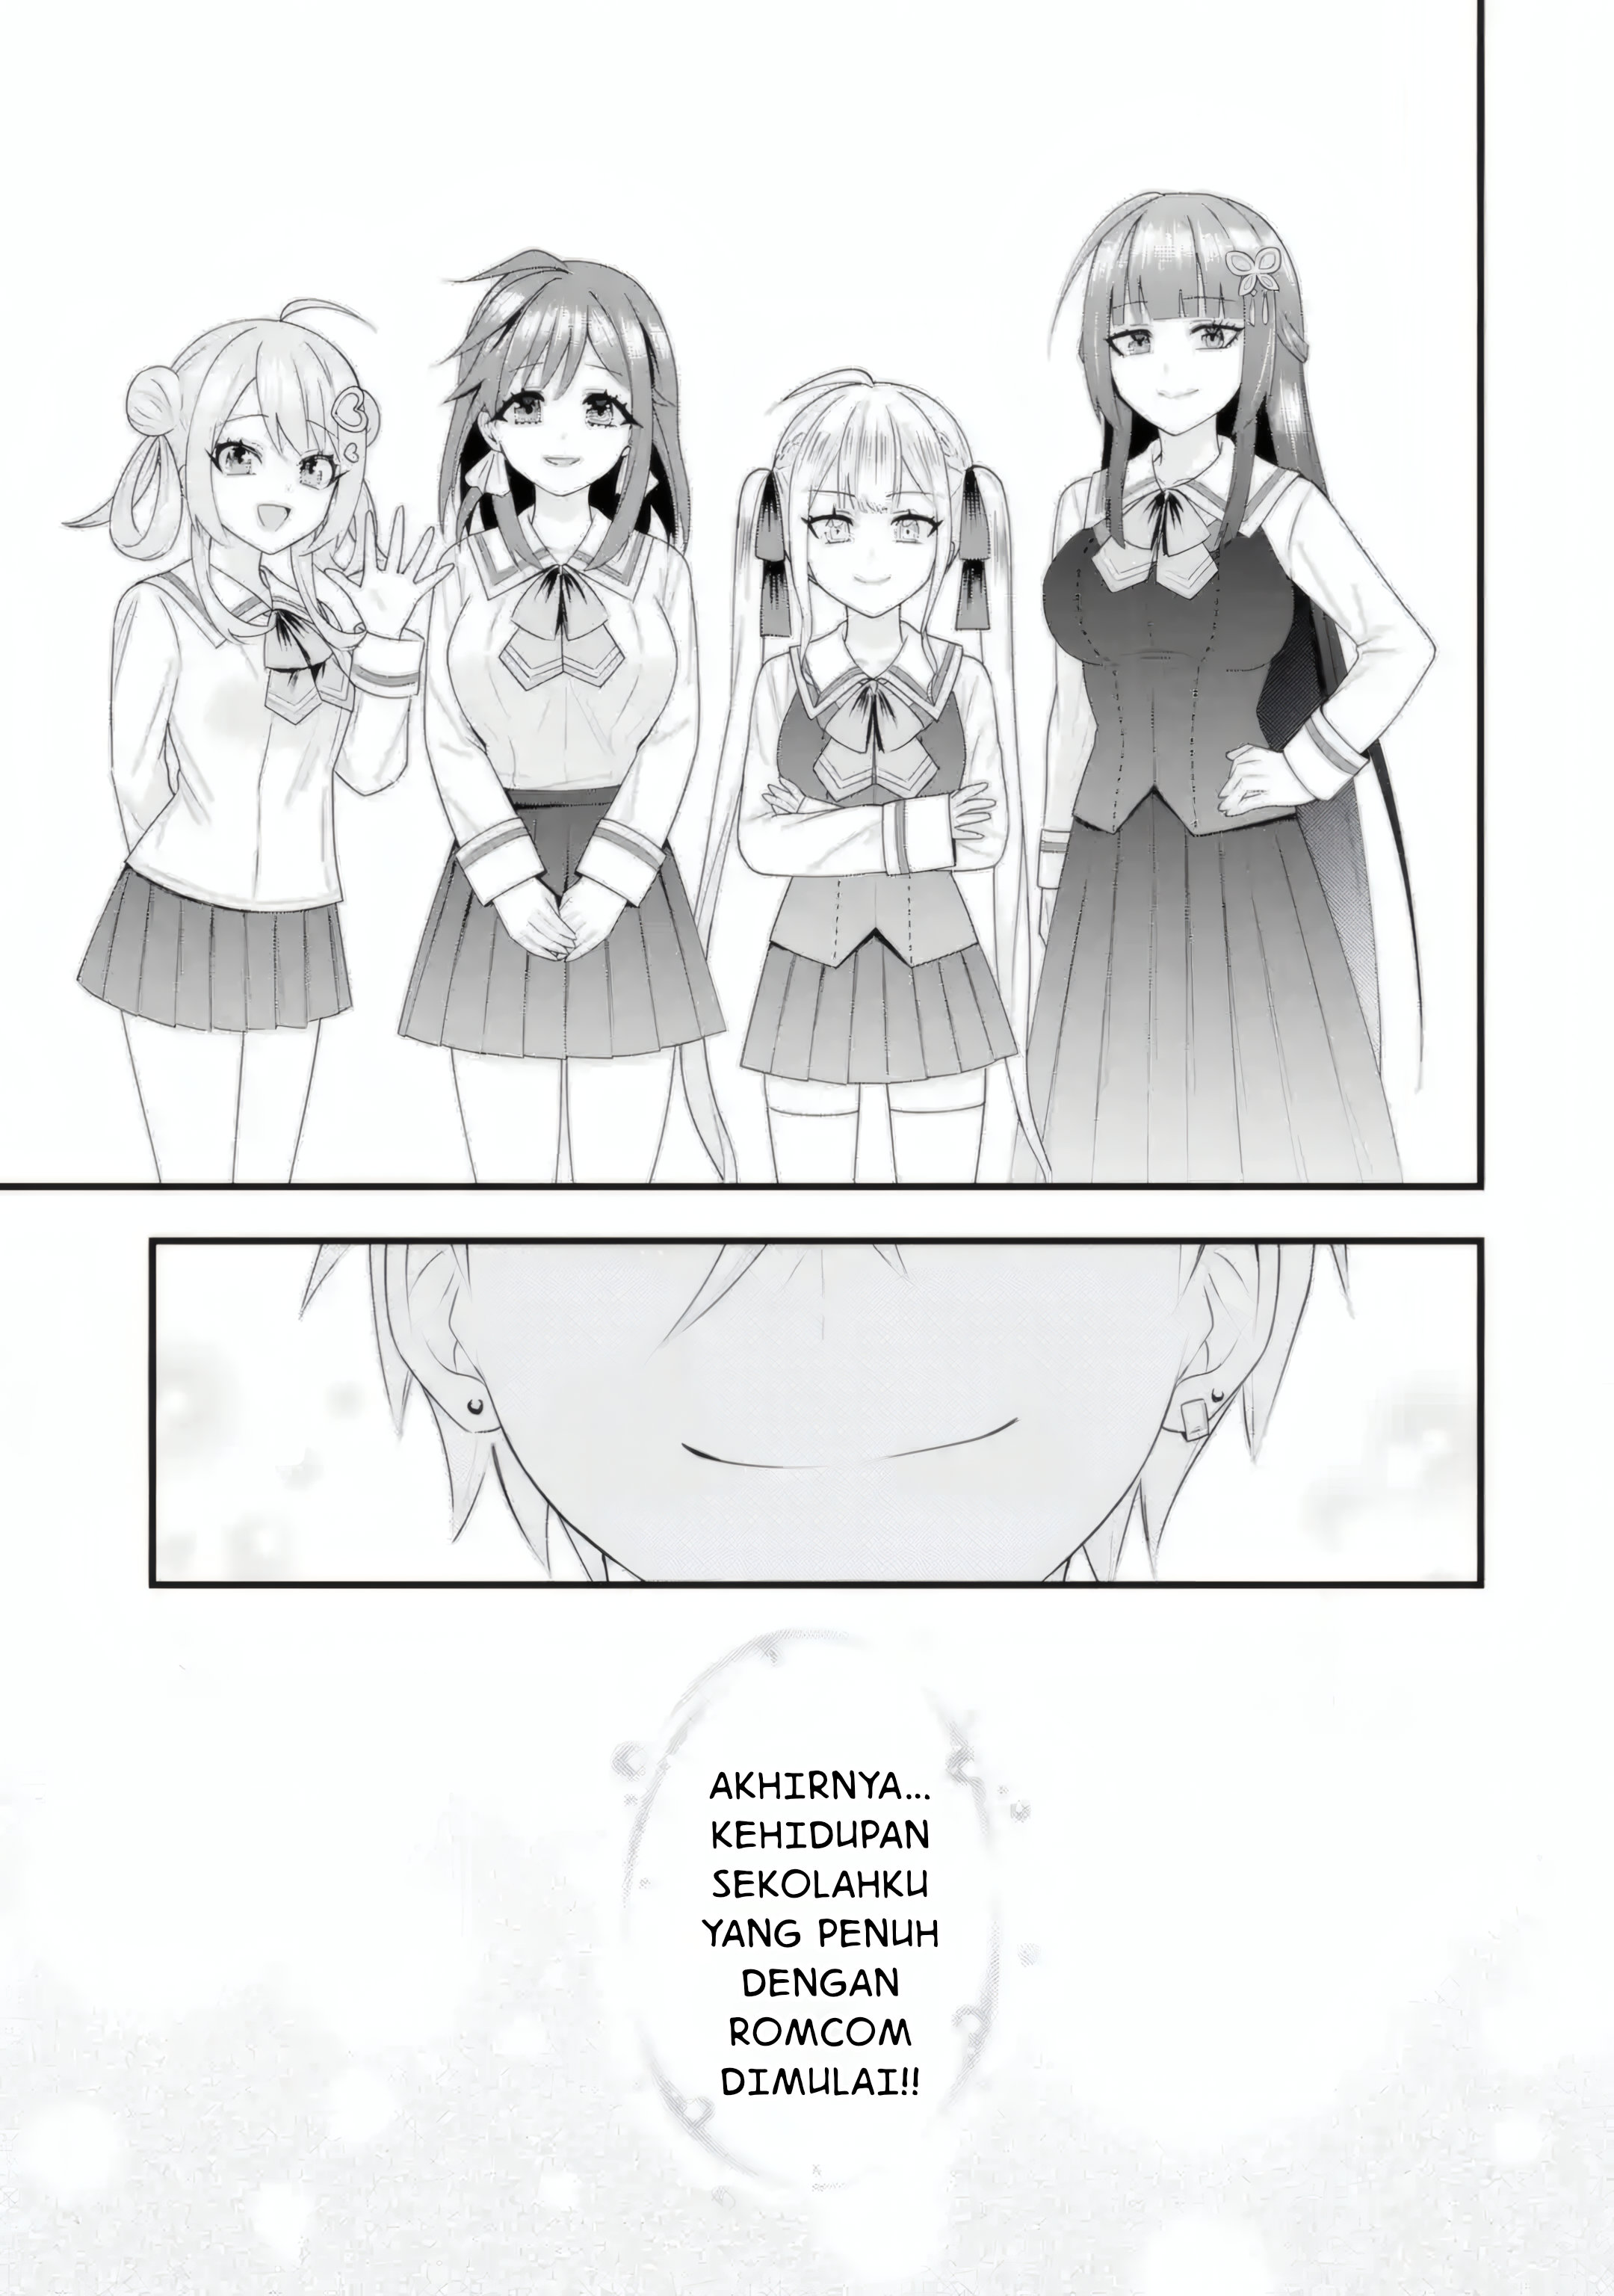 AKHIRNYA...
KEHIDUPAN
SEKOLAHKU
YANG PENUH
DENGAN
ROMCOM
DIMULAI!!